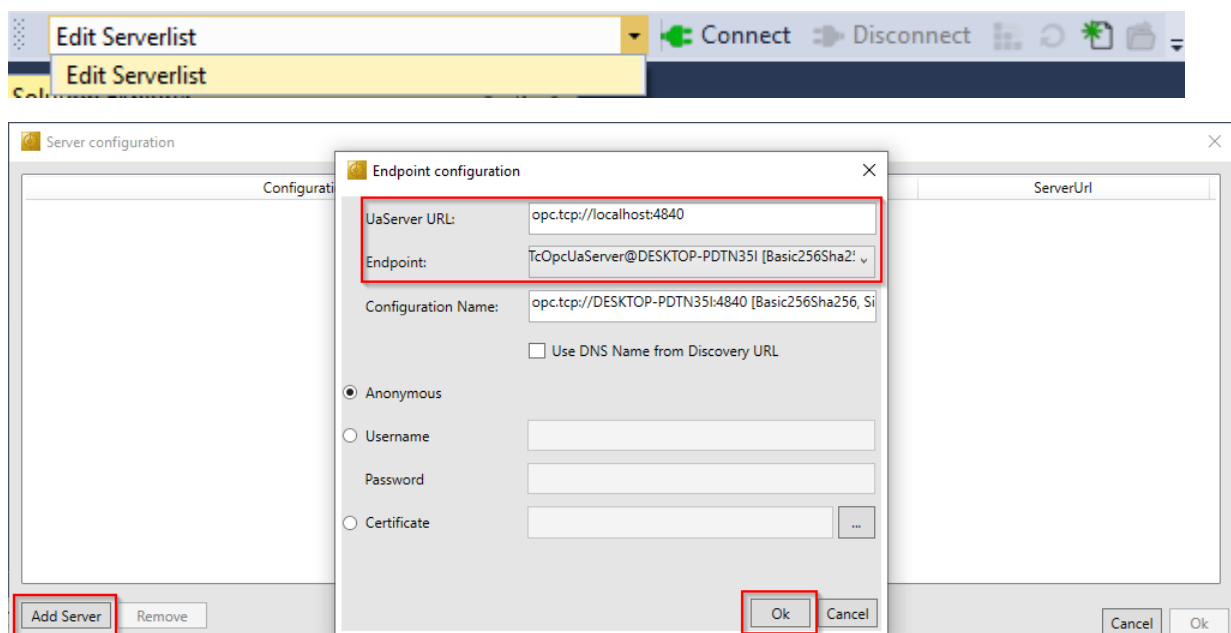 Edit Serverlist
Connect
Disconnect
Edit Serverlist
Server configuration
Endpoint configuration
Configurati
ServerUrl
UaServer URL:
opc.tcp://localhost:4840
Endpoint:
TcOpcUaServer@DESKTOP-PDTN35I [Basic256Sha2!
Configuration Name:
opc.tcp://DESKTOP-PDTN35I:4840 [Basic256Sha256, Si
Use DNS Name from Discovery URL
Anonymous
Username
Password
Certificate
...
Add Server
Remove
Ok
Cancel
Cancel
Ok